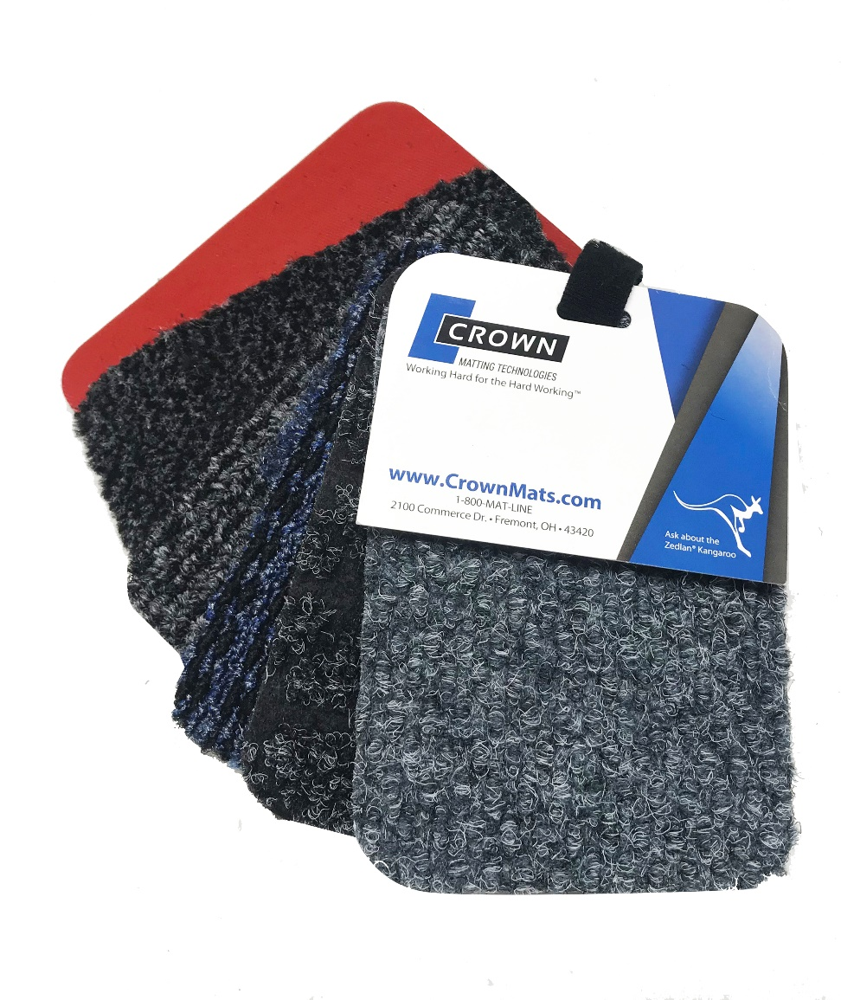 CROWN
MATTING TECHNOLOGIES
Working Hard for the Hard Working™
www.CrownMats.com
1-800-MAT-LINE
2100 Commerce Dr. • Fremont, OH • 43420
Ask about the
Zedlan® Kangaroo